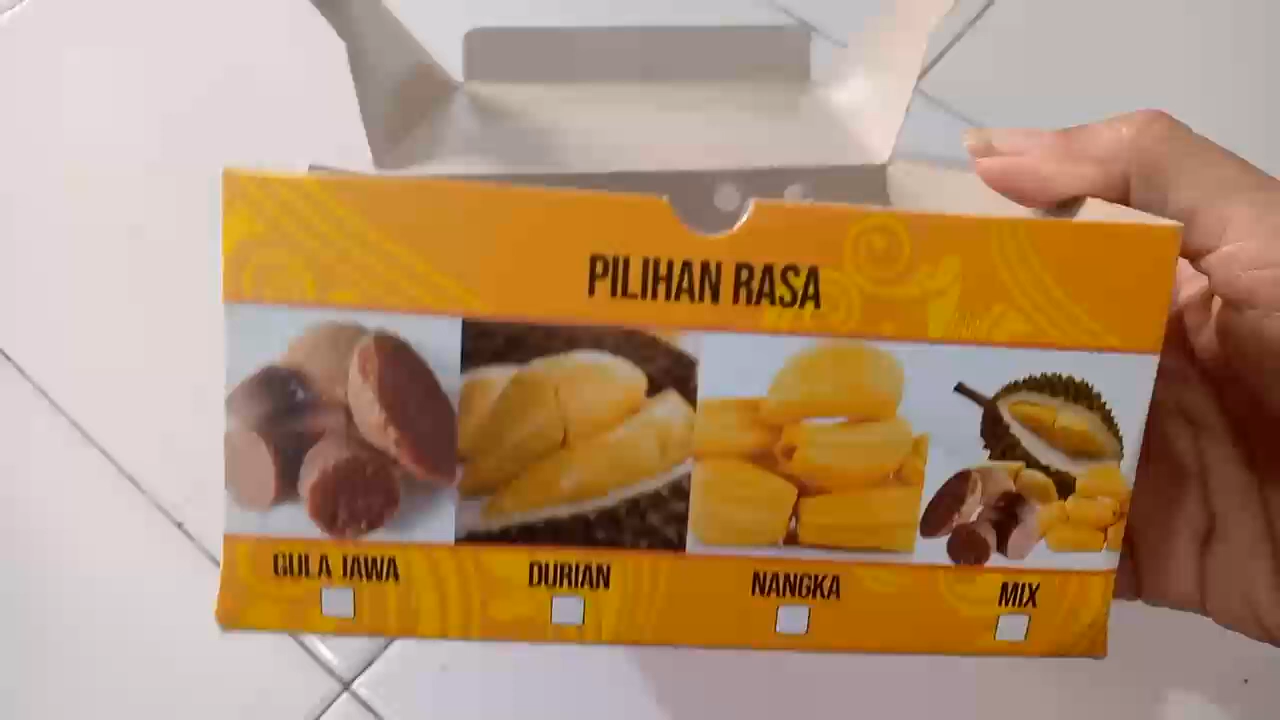 PILIHAN RASA
GULA JAWA
DURIAN
NANGKA
MIX